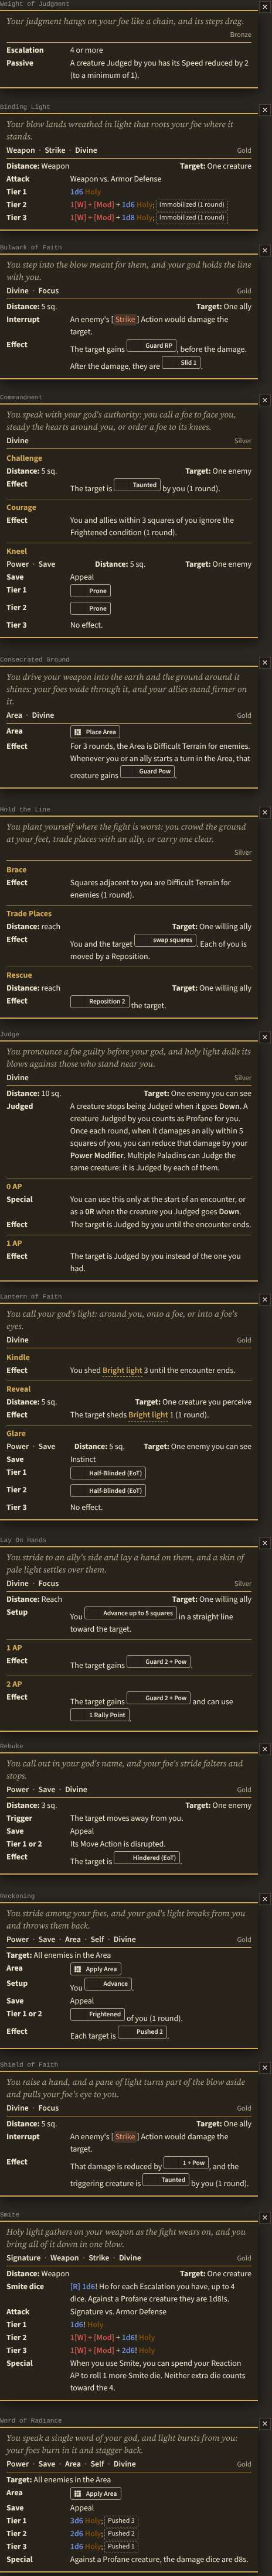 Weight of Judgment
Your judgment hangs on your foe like a chain, and its steps drag.
Bronze
Escalation 4 or more
Passive A creature Judged by you has its Speed reduced by 2
(to a minimum of 1).
Binding Light
Your blow lands wreathed in light that roots your foe where it
stands.
Weapon · Strike · Divine Gold
Distance: Weapon Target: One creature
Attack Weapon vs. Armor Defense
Tier 1 1d6 Holy
Tier 2 1[W] + [Mod] + 1d6 Holy; Immobilized (1 round)
Tier 3 1[W] + [Mod] + 1d8 Holy; Immobilized (1 round)
Bulwark of Faith
You step into the blow meant for them, and your god holds the line
with you.
Divine · Focus Gold
Distance: 5 sq. Target: One ally
Interrupt An enemy's [ Strike ] Action would damage the
target.
Effect The target gains Guard RP, before the damage.
After the damage, they are Slid 1.
Commandment
You speak with your god's authority: you call a foe to face you,
steady the hearts around you, or order a foe to its knees.
Divine Silver
Challenge
Distance: 5 sq. Target: One enemy
Effect The target is Taunted by you (1 round).
Courage
Effect You and allies within 3 squares of you ignore the
Frightened condition (1 round).
Kneel
Power · Save Distance: 5 sq. Target: One enemy
Save Appeal
Tier 1 Prone
Tier 2 Prone
Tier 3 No effect.
Consecrated Ground
You drive your weapon into the earth and the ground around it
shines: your foes wade through it, and your allies stand firmer on
it.
Area · Divine Gold
Area Place Area
Effect For 3 rounds, the Area is Difficult Terrain for enemies.
Whenever you or an ally starts a turn in the Area, that
creature gains Guard Pow.
Hold the Line
You plant yourself where the fight is worst: you crowd the ground
at your feet, trade places with an ally, or carry one clear.
Silver
Brace
Effect Squares adjacent to you are Difficult Terrain for
enemies (1 round).
Trade Places
Distance: reach Target: One willing ally
Effect You and the target swap squares. Each of you is
moved by a Reposition.
Rescue
Distance: reach Target: One willing ally
Effect Reposition 2 the target.
Judge
You pronounce a foe guilty before your god, and holy light dulls its
blows against those who stand near you.
Divine Silver
Distance: 10 sq. Target: One enemy you can see
Judged A creature stops being Judged when it goes Down. A
creature Judged by you counts as Profane for you.
Once each round, when it damages an ally within 5
squares of you, you can reduce that damage by your
Power Modifier. Multiple Paladins can Judge the
same creature: it is Judged by each of them.
0 AP
Special You can use this only at the start of an encounter, or
as a 0R when the creature you Judged goes Down.
Effect The target is Judged by you until the encounter ends.
1 AP
Effect The target is Judged by you instead of the one you
had.
Lantern of Faith
You call your god's light: around you, onto a foe, or into a foe's
eyes.
Divine Gold
Kindle
Effect You shed Bright light 3 until the encounter ends.
Reveal
Distance: 5 sq. Target: One creature you perceive
Effect The target sheds Bright light 1 (1 round).
Glare
Power · Save Distance: 5 sq. Target: One enemy you can see
Save Instinct
Tier 1 Half-Blinded (EoT)
Tier 2 Half-Blinded (EoT)
Tier 3 No effect.
Lay On Hands
You stride to an ally's side and lay a hand on them, and a skin of
pale light settles over them.
Divine · Focus Silver
Distance: Reach Target: One willing ally
Setup You Advance up to 5 squares in a straight line
toward the target.
1 AP
Effect The target gains Guard 2 + Pow.
2 AP
Effect The target gains Guard 2 + Pow and can use
1 Rally Point.
Rebuke
You call out in your god's name, and your foe's stride falters and
stops.
Power · Save · Divine Gold
Distance: 3 sq. Target: One enemy
Trigger The target moves away from you.
Save Appeal
Tier 1 or 2 Its Move Action is disrupted.
Effect The target is Hindered (EoT).
Reckoning
You stride among your foes, and your god's light breaks from you
and throws them back.
Power · Save · Area · Self · Divine Gold
Target: All enemies in the Area
Area Apply Area
Setup You Advance.
Save Appeal
Tier 1 or 2 Frightened of you (1 round).
Effect Each target is Pushed 2.
Shield of Faith
You raise a hand, and a pane of light turns part of the blow aside
and pulls your foe's eye to you.
Divine · Focus Gold
Distance: 5 sq. Target: One ally
Interrupt An enemy's [ Strike ] Action would damage the
target.
Effect That damage is reduced by 1 + Pow, and the
triggering creature is Taunted by you (1 round).
Smite
Holy light gathers on your weapon as the fight wears on, and you
bring all of it down in one blow.
Signature · Weapon · Strike · Divine Gold
Distance: Weapon Target: One creature
Smite dice [R] 1d6! Ho for each Escalation you have, up to 4
dice. Against a Profane creature they are 1d8!s.
Attack Signature vs. Armor Defense
Tier 1 1d6! Holy
Tier 2 1[W] + [Mod] + 1d6! Holy
Tier 3 1[W] + [Mod] + 2d6! Holy
Special When you use Smite, you can spend your Reaction
AP to roll 1 more Smite die. Neither extra die counts
toward the 4.
Word of Radiance
You speak a single word of your god, and light bursts from you:
your foes burn in it and stagger back.
Power · Save · Area · Self · Divine Gold
Target: All enemies in the Area
Area Apply Area
Save Appeal
Tier 1 3d6 Holy; Pushed 3
Tier 2 2d6 Holy; Pushed 2
Tier 3 1d6 Holy; Pushed 1
Special Against a Profane creature, the damage dice are d8s.